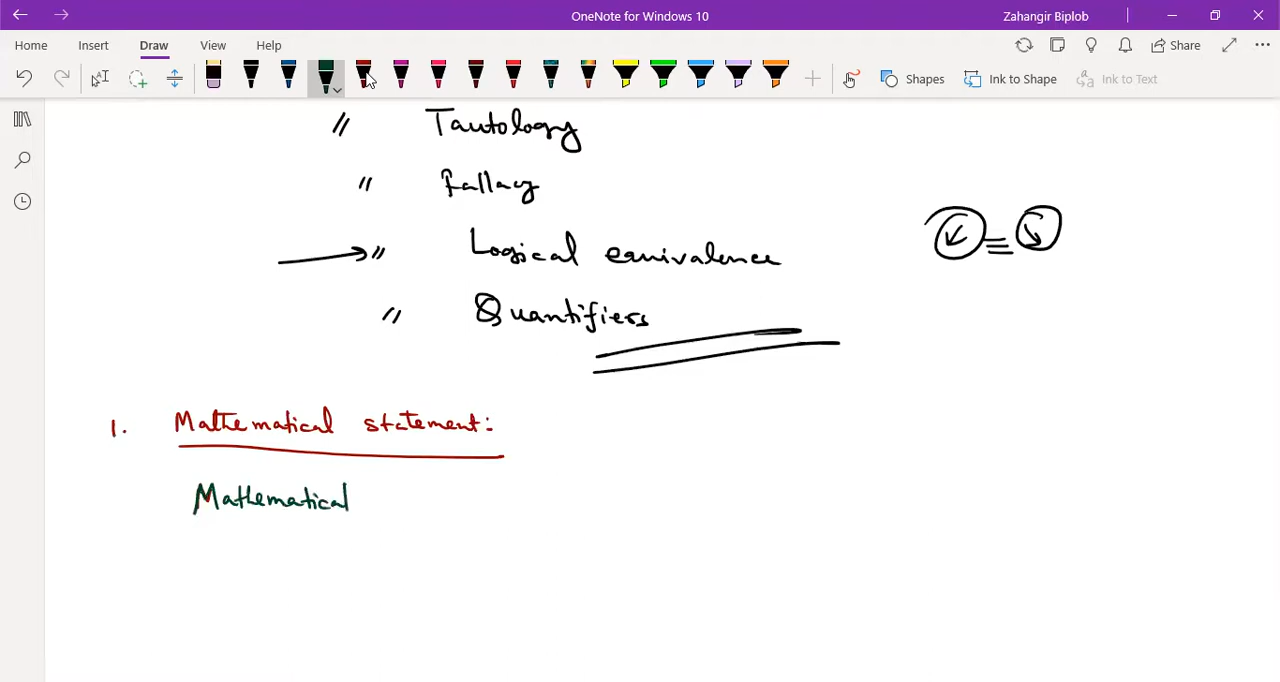 OneNote for Windows 10
Zahangir Biplob
Home Insert Draw View Help
Share
Shapes
Ink to Shape
Ink to Text
〃 Tautology
〃 Fallacy
〃 Logical equivalence
≡
〃 Quantifiers
1. Mathematical statement:
Mathematical